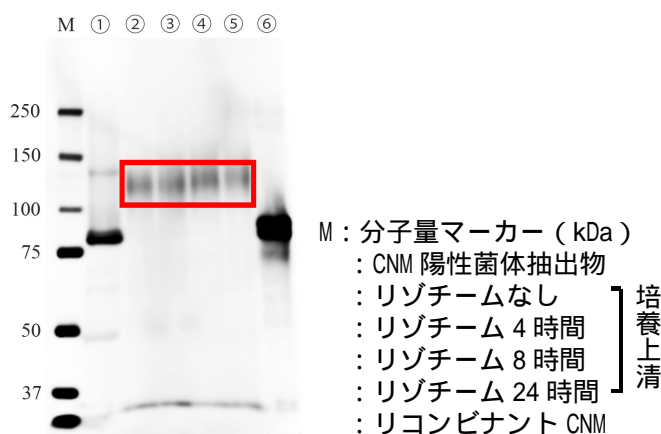 M ① ② ③ ④ ⑤ ⑥
250
150
100
75
50
37
M：分子量マーカー（kDa）
：CNM 陽性菌体抽出物
：リゾチームなし
：リゾチーム 4 時間
：リゾチーム 8 時間
：リゾチーム 24 時間
：リコンビナント CNM
培養上清